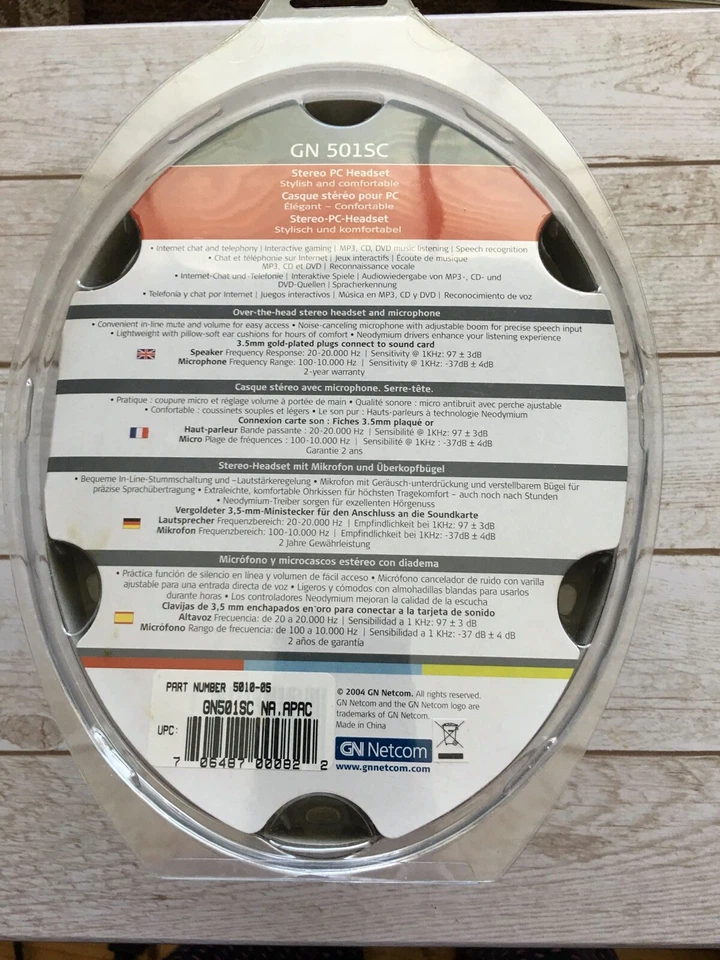 GN 501SC
Stereo PC Headset
Stylish and comfortable
Casque stéréo pour PC
Élégant – Confortable
Stereo-PC-Headset
Stylisch und komfortabel
• Internet chat and telephony | Interactive gaming | MP3, CD, DVD music listening | Speech recognition
• Chat et téléphonie sur Internet | Jeux interactifs | Écoute de musique
MP3, CD et DVD | Reconnaissance vocale
• Internet-Chat und -Telefonie | Interaktive Spiele | Audiowiedergabe von MP3-, CD- und
DVD-Quellen | Spracherkennung
• Telefonía y chat por Internet | Juegos interactivos | Música en MP3, CD y DVD | Reconocimiento de voz
Over-the-head stereo headset and microphone
• Convenient in-line mute and volume for easy access • Noise-canceling microphone with adjustable boom for precise speech input
• Lightweight with pillow-soft ear cushions for hours of comfort • Neodymium drivers enhance your listening experience
3.5mm gold-plated plugs connect to sound card
Speaker Frequency Response: 20-20.000 Hz | Sensitivity @ 1KHz: 97 ± 3dB
Microphone Frequency Range: 100-10.000 Hz | Sensitivity @ 1KHz: -37dB ± 4dB
2-year warranty
Casque stéreo avec microphone. Serre-tête.
• Pratique : coupure micro et réglage volume à portée de main • Qualité sonore : micro antibruit avec perche ajustable
• Confortable : coussinets souples et légers • Le son pur : Hauts-parleurs à technologie Neodymium
Connexion carte son : Fiches 3.5mm plaqué or
Haut-parleur Bande passante : 20-20.000 Hz | Sensibilité @ 1KHz: 97 ± 3dB
Micro Plage de fréquences : 100-10.000 Hz | Sensibilité @ 1KHz : -37dB ± 4dB
Garantie 2 ans
Stereo-Headset mit Mikrofon und Überkopfbügel
• Bequeme In-Line-Stummschaltung und –Lautstärkeregelung • Mikrofon mit Geräusch-unterdrückung und verstellbarem Bügel für
präzise Sprachübertragung • Extraleichte, komfortable Ohrkissen für höchsten Tragekomfort – auch noch nach Stunden
• Neodymium-Treiber sorgen für exzellenten Hörgenuss
Vergoldeter 3,5-mm-Ministecker für den Anschluss an die Soundkarte
Lautsprecher Frequenzbereich: 20-20.000 Hz | Empfindlichkeit bei 1KHz: 97 ± 3dB
Mikrofon Frequenzbereich: 100-10.000 Hz | Empfindlichkeit bei 1KHz: -37dB ± 4dB
2 Jahre Gewährleistung
Micrófono y microcascos estéreo con diadema
• Práctica función de silencio en línea y volumen de fácil acceso • Micrófono cancelador de ruido con varilla
ajustable para una entrada directa de voz • Ligeros y cómodos con almohadillas blandas para usarlos
durante horas • Los controladores Neodymium mejoran la calidad de la escucha
Clavijas de 3,5 mm enchapados en oro para conectar a la tarjeta de sonido
Altavoz Frecuencia: de 20 a 20.000 Hz | Sensibilidad a 1 KHz: 97 ± 3 dB
Micrófono Rango de frecuencia: de 100 a 10.000 Hz | Sensibilidad a 1 KHz: -37 dB ± 4 dB
2 años de garantía
PART NUMBER 5010-05
GN501SC NA,APAC
UPC:
7 06487 00082 2
© 2004 GN Netcom. All rights reserved.
GN Netcom and the GN Netcom logo are
trademarks of GN Netcom.
Made in China
GN Netcom
www.gnnetcom.com